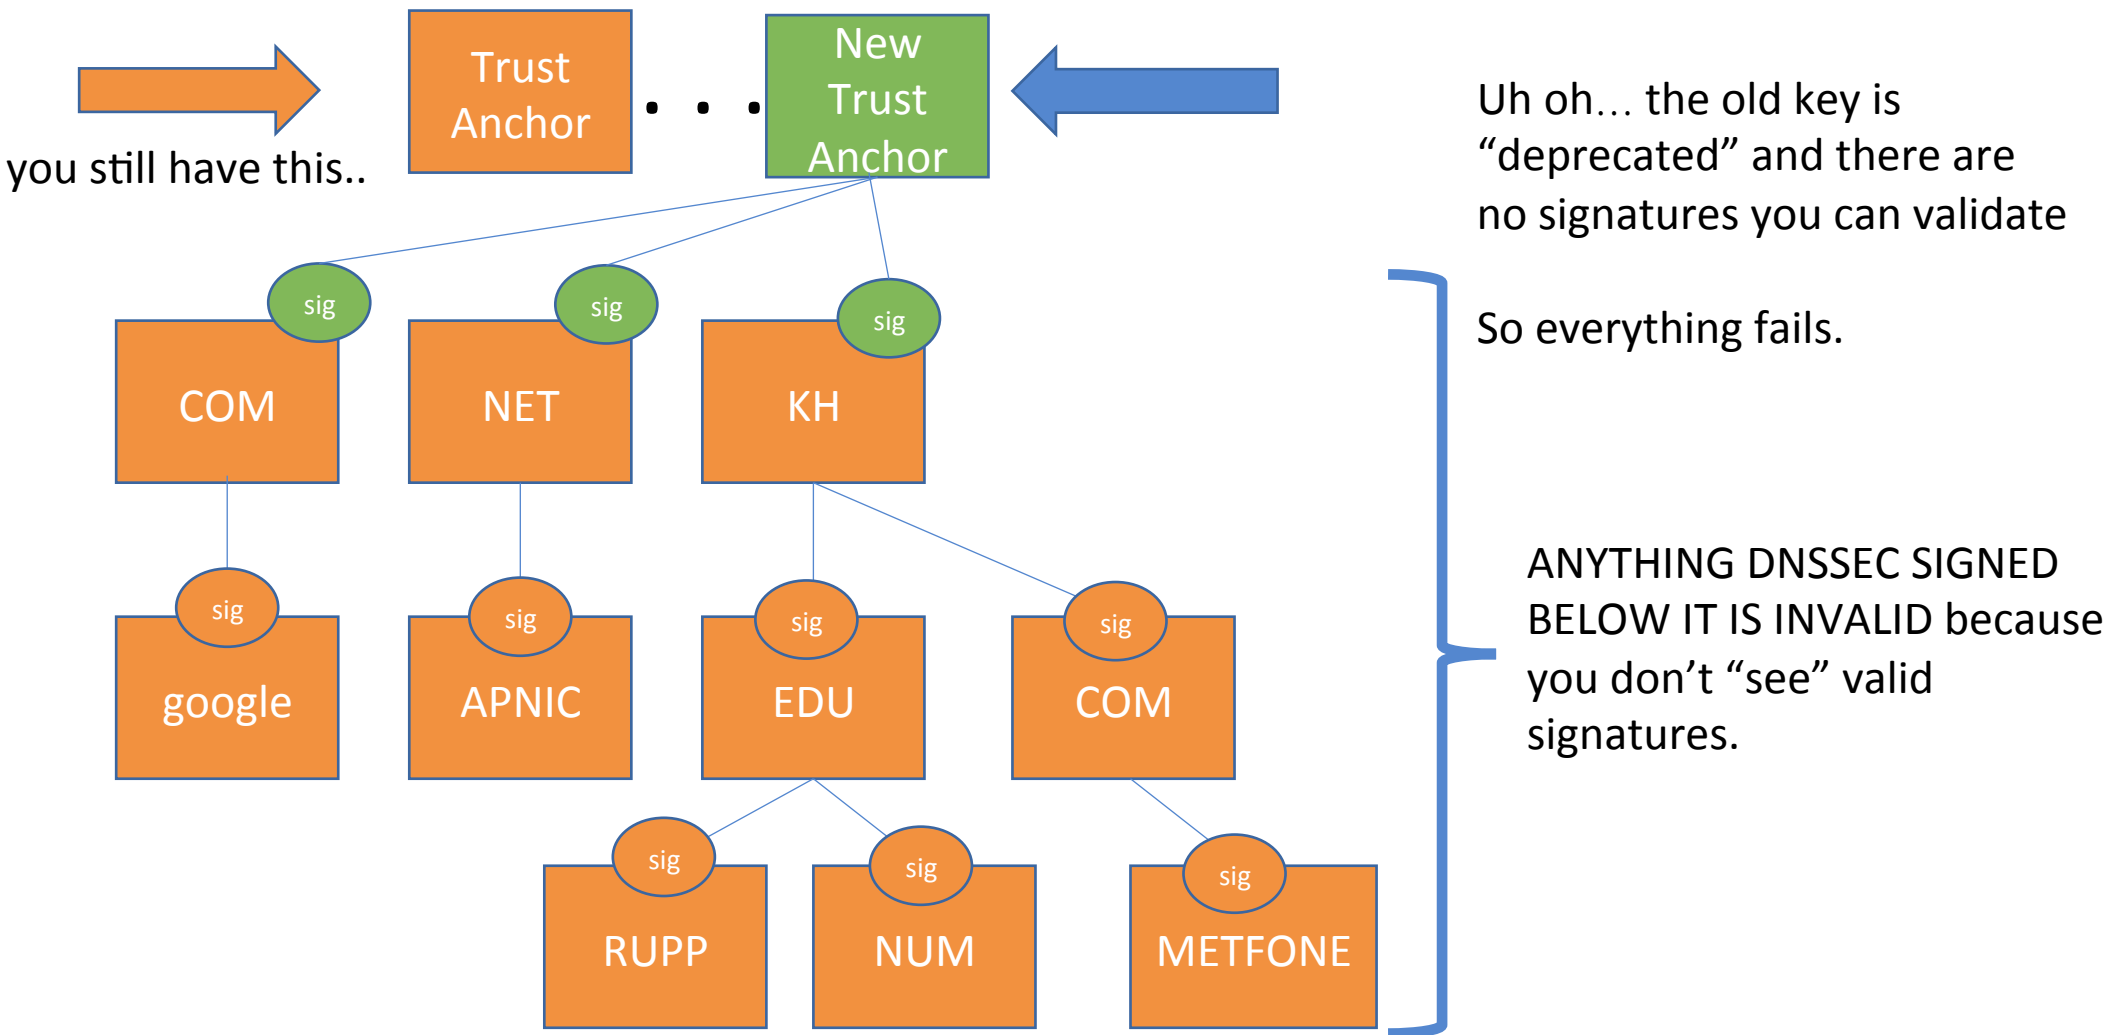 Trust
Anchor
. . .
New
Trust
Anchor
you still have this..
Uh oh… the old key is
“deprecated” and there are
no signatures you can validate
So everything fails.
sig
sig
sig
COM
NET
KH
ANYTHING DNSSEC SIGNED
BELOW IT IS INVALID because
you don’t “see” valid
signatures.
sig
sig
sig
sig
google
APNIC
EDU
COM
sig
sig
sig
RUPP
NUM
METFONE